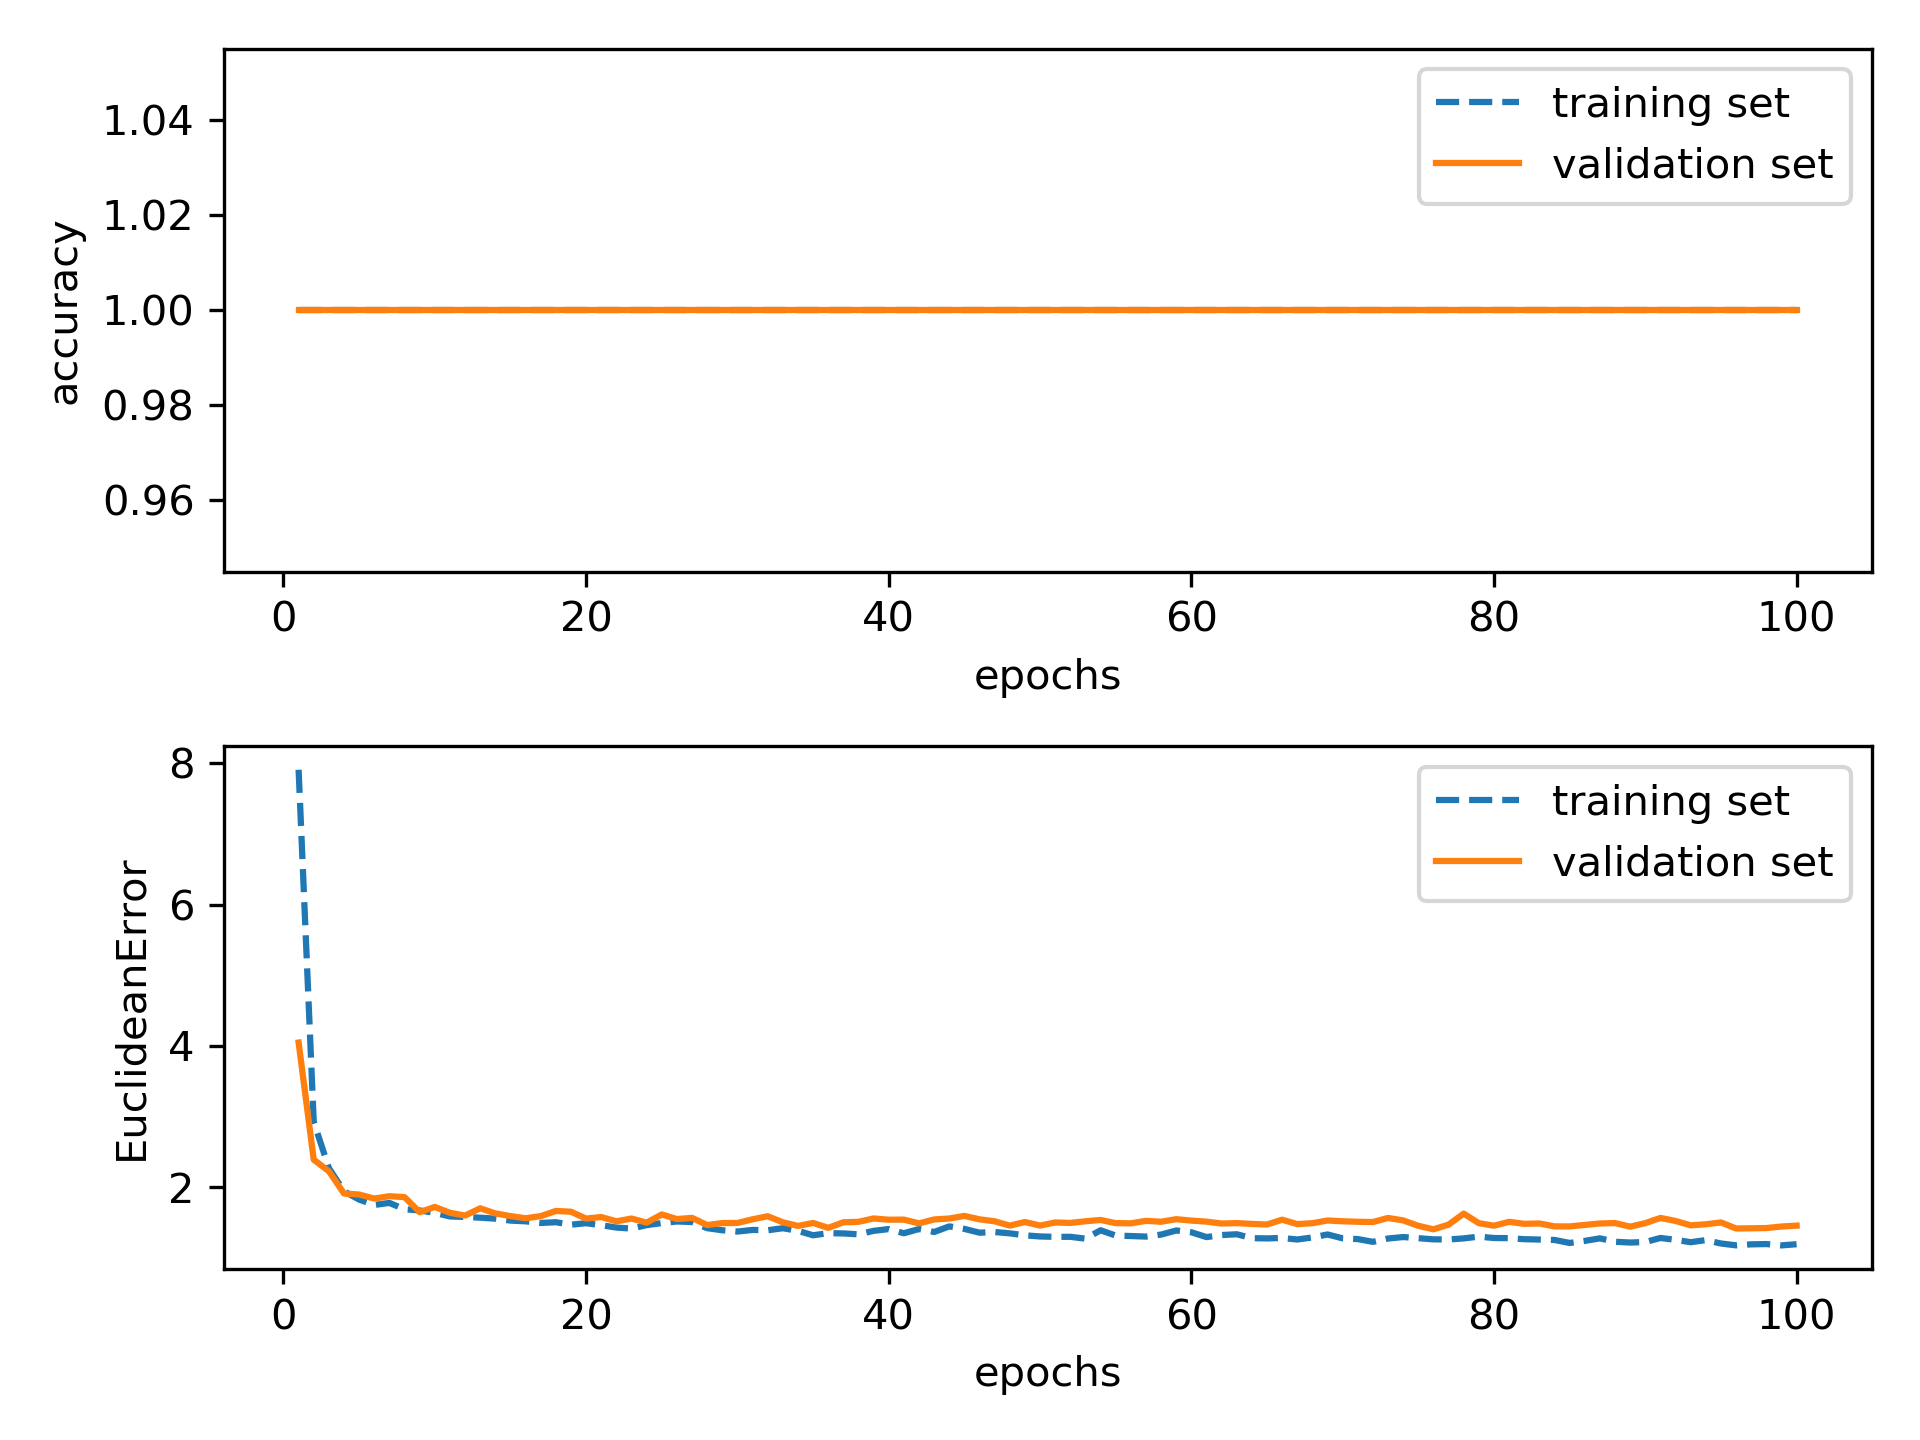 1.04
1.02
1.00
0.98
0.96
accuracy
training set
validation set
0 20 40 60 80 100
epochs
8
6
4
2
EuclideanError
training set
validation set
0 20 40 60 80 100
epochs